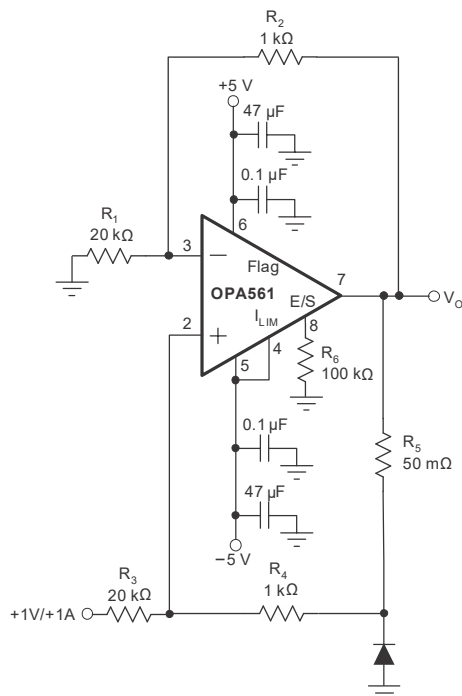 R2
1 kΩ
+5 V
47 µF
0.1 µF
R1
20 kΩ
6
3
−
Flag
7
OPA561
VO
E/S
2
+
ILIM
8
5
4
R6
100 kΩ
0.1 µF
R5
50 mΩ
47 µF
−5 V
R3
20 kΩ
R4
1 kΩ
+1V/+1A